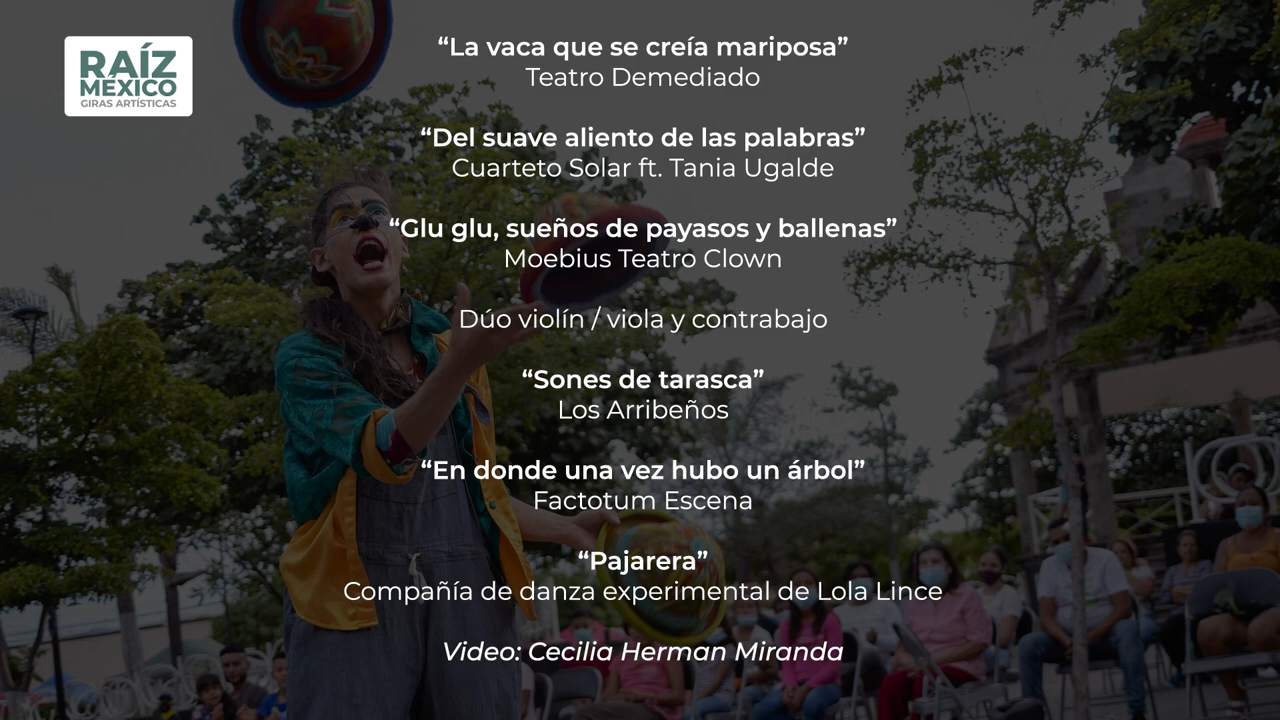 RAÍZ
MÉXICO
GIRAS ARTÍSTICAS
“La vaca que se creía mariposa”
Teatro Demediado
“Del suave aliento de las palabras”
Cuarteto Solar ft. Tania Ugalde
“Glu glu, sueños de payasos y ballenas”
Moebius Teatro Clown
Dúo violín / viola y contrabajo
“Sones de tarasca”
Los Arribeños
“En donde una vez hubo un árbol”
Factotum Escena
“Pajarera”
Compañía de danza experimental de Lola Lince
Video: Cecilia Herman Miranda